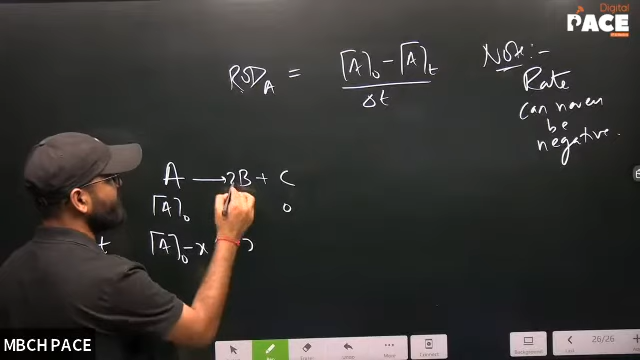 Digital
PACE
ROD_A = [A]_0 - [A]_t / Δt
Note:-
Rate
can never
be
negative.
A → 2B + C
[A]_0 0
t [A]_0 - x
MBCH PACE
26/26